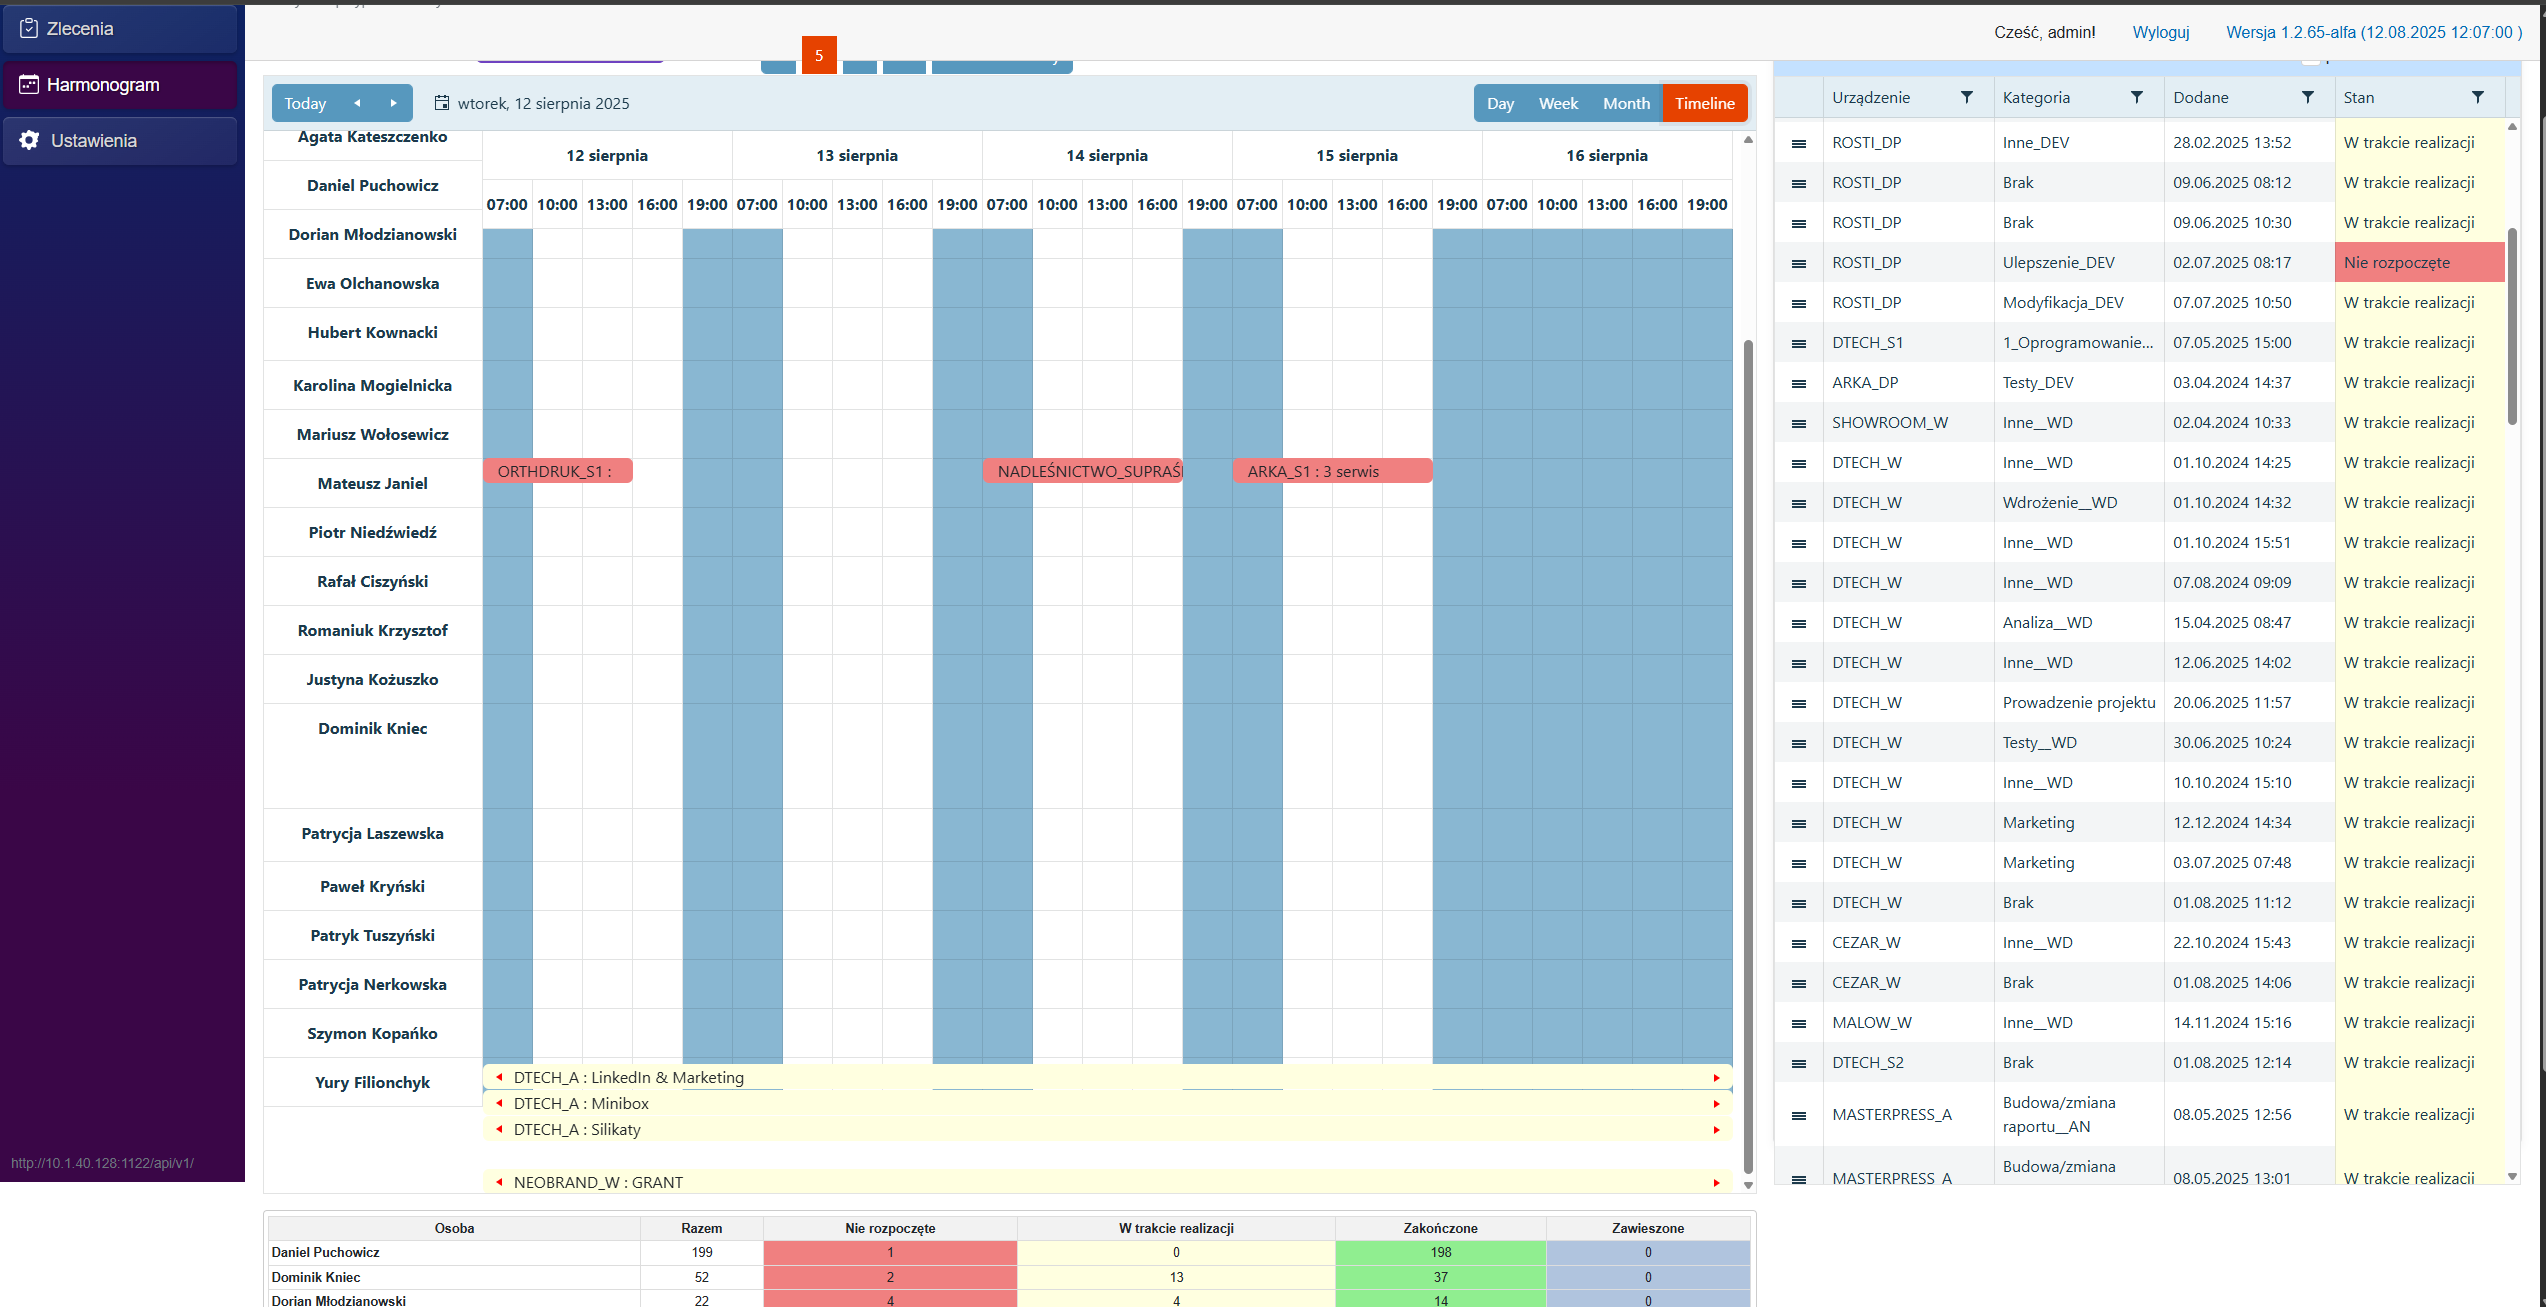 Zlecenia
Harmonogram
Ustawienia
http://10.1.40.128:1122/api/v1/
Cześć, admin!
Wyloguj
Wersja 1.2.65-alfa (12.08.2025 12:07:00 )
5
Today
wtorek, 12 sierpnia 2025
Day Week Month Timeline
12 sierpnia 13 sierpnia 14 sierpnia 15 sierpnia 16 sierpnia
07:00 10:00 13:00 16:00 19:00 07:00 10:00 13:00 16:00 19:00 07:00 10:00 13:00 16:00 19:00 07:00 10:00 13:00 16:00 19:00 07:00 10:00 13:00 16:00 19:00
Agata Kateszczenko
Daniel Puchowicz
Dorian Młodzianowski
Ewa Olchanowska
Hubert Kownacki
Karolina Mogielnicka
Mariusz Wołosewicz
Mateusz Janiel
ORTHDRUK_S1 :
NADLEŚNICTWO_SUPRAŚ
ARKA_S1 : 3 serwis
Piotr Niedźwiedź
Rafał Ciszyński
Romaniuk Krzysztof
Justyna Kożuszko
Dominik Kniec
Patrycja Laszewska
Paweł Kryński
Patryk Tuszyński
Patrycja Nerkowska
Szymon Kopańko
Yury Filionchyk
DTECH_A : LinkedIn & Marketing
DTECH_A : Minibox
DTECH_A : Silikaty
NEOBRAND_W : GRANT
Urządzenie Kategoria Dodane Stan
ROSTI_DP Inne_DEV 28.02.2025 13:52 W trakcie realizacji
ROSTI_DP Brak 09.06.2025 08:12 W trakcie realizacji
ROSTI_DP Brak 09.06.2025 10:30 W trakcie realizacji
ROSTI_DP Ulepszenie_DEV 02.07.2025 08:17 Nie rozpoczęte
ROSTI_DP Modyfikacja_DEV 07.07.2025 10:50 W trakcie realizacji
DTECH_S1 1_Oprogramowanie... 07.05.2025 15:00 W trakcie realizacji
ARKA_DP Testy_DEV 03.04.2024 14:37 W trakcie realizacji
SHOWROOM_W Inne__WD 02.04.2024 10:33 W trakcie realizacji
DTECH_W Inne__WD 01.10.2024 14:25 W trakcie realizacji
DTECH_W Wdrożenie__WD 01.10.2024 14:32 W trakcie realizacji
DTECH_W Inne__WD 01.10.2024 15:51 W trakcie realizacji
DTECH_W Inne__WD 07.08.2024 09:09 W trakcie realizacji
DTECH_W Analiza__WD 15.04.2025 08:47 W trakcie realizacji
DTECH_W Inne__WD 12.06.2025 14:02 W trakcie realizacji
DTECH_W Prowadzenie projektu 20.06.2025 11:57 W trakcie realizacji
DTECH_W Testy__WD 30.06.2025 10:24 W trakcie realizacji
DTECH_W Inne__WD 10.10.2024 15:10 W trakcie realizacji
DTECH_W Marketing 12.12.2024 14:34 W trakcie realizacji
DTECH_W Marketing 03.07.2025 07:48 W trakcie realizacji
DTECH_W Brak 01.08.2025 11:12 W trakcie realizacji
CEZAR_W Inne__WD 22.10.2024 15:43 W trakcie realizacji
CEZAR_W Brak 01.08.2025 14:06 W trakcie realizacji
MALOW_W Inne__WD 14.11.2024 15:16 W trakcie realizacji
DTECH_S2 Brak 01.08.2025 12:14 W trakcie realizacji
MASTERPRESS_A Budowa/zmiana raportu__AN 08.05.2025 12:56 W trakcie realizacji
MASTERPRESS_A Budowa/zmiana 08.05.2025 13:01 W trakcie realizacji
Osoba Razem Nie rozpoczęte W trakcie realizacji Zakończone Zawieszone
Daniel Puchowicz 199 1 0 198 0
Dominik Kniec 52 2 13 37 0
Dorian Młodzianowski 22 4 4 14 0